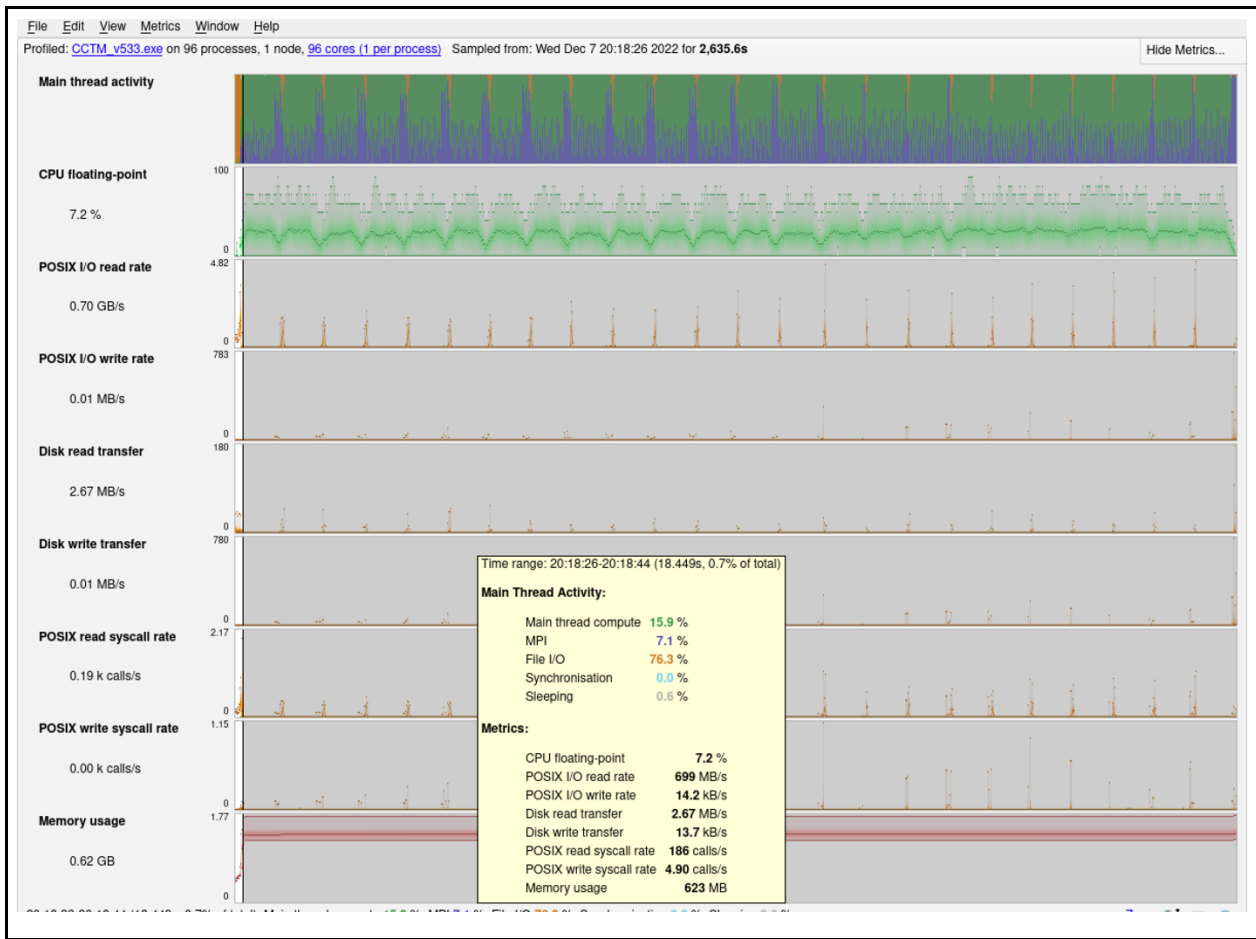 File Edit View Metrics Window Help
Profiled: CCTM_v533.exe on 96 processes, 1 node, 96 cores (1 per process) Sampled from: Wed Dec 7 20:18:26 2022 for 2,635.6s Hide Metrics...
Main thread activity
CPU floating-point 100
7.2 %
0
POSIX I/O read rate 4.82
0.70 GB/s
0
POSIX I/O write rate 783
0.01 MB/s
0
Disk read transfer 180
2.67 MB/s
0
Disk write transfer 780
0.01 MB/s
0
POSIX read syscall rate 2.17
0.19 k calls/s
0
POSIX write syscall rate 1.15
0.00 k calls/s
0
Memory usage 1.77
0.62 GB
0
Time range: 20:18:26-20:18:44 (18.449s, 0.7% of total)
Main Thread Activity:
Main thread compute 15.9 %
MPI 7.1 %
File I/O 76.3 %
Synchronisation 0.0 %
Sleeping 0.6 %
Metrics:
CPU floating-point 7.2 %
POSIX I/O read rate 699 MB/s
POSIX I/O write rate 14.2 kB/s
Disk read transfer 2.67 MB/s
Disk write transfer 13.7 kB/s
POSIX read syscall rate 186 calls/s
POSIX write syscall rate 4.90 calls/s
Memory usage 623 MB